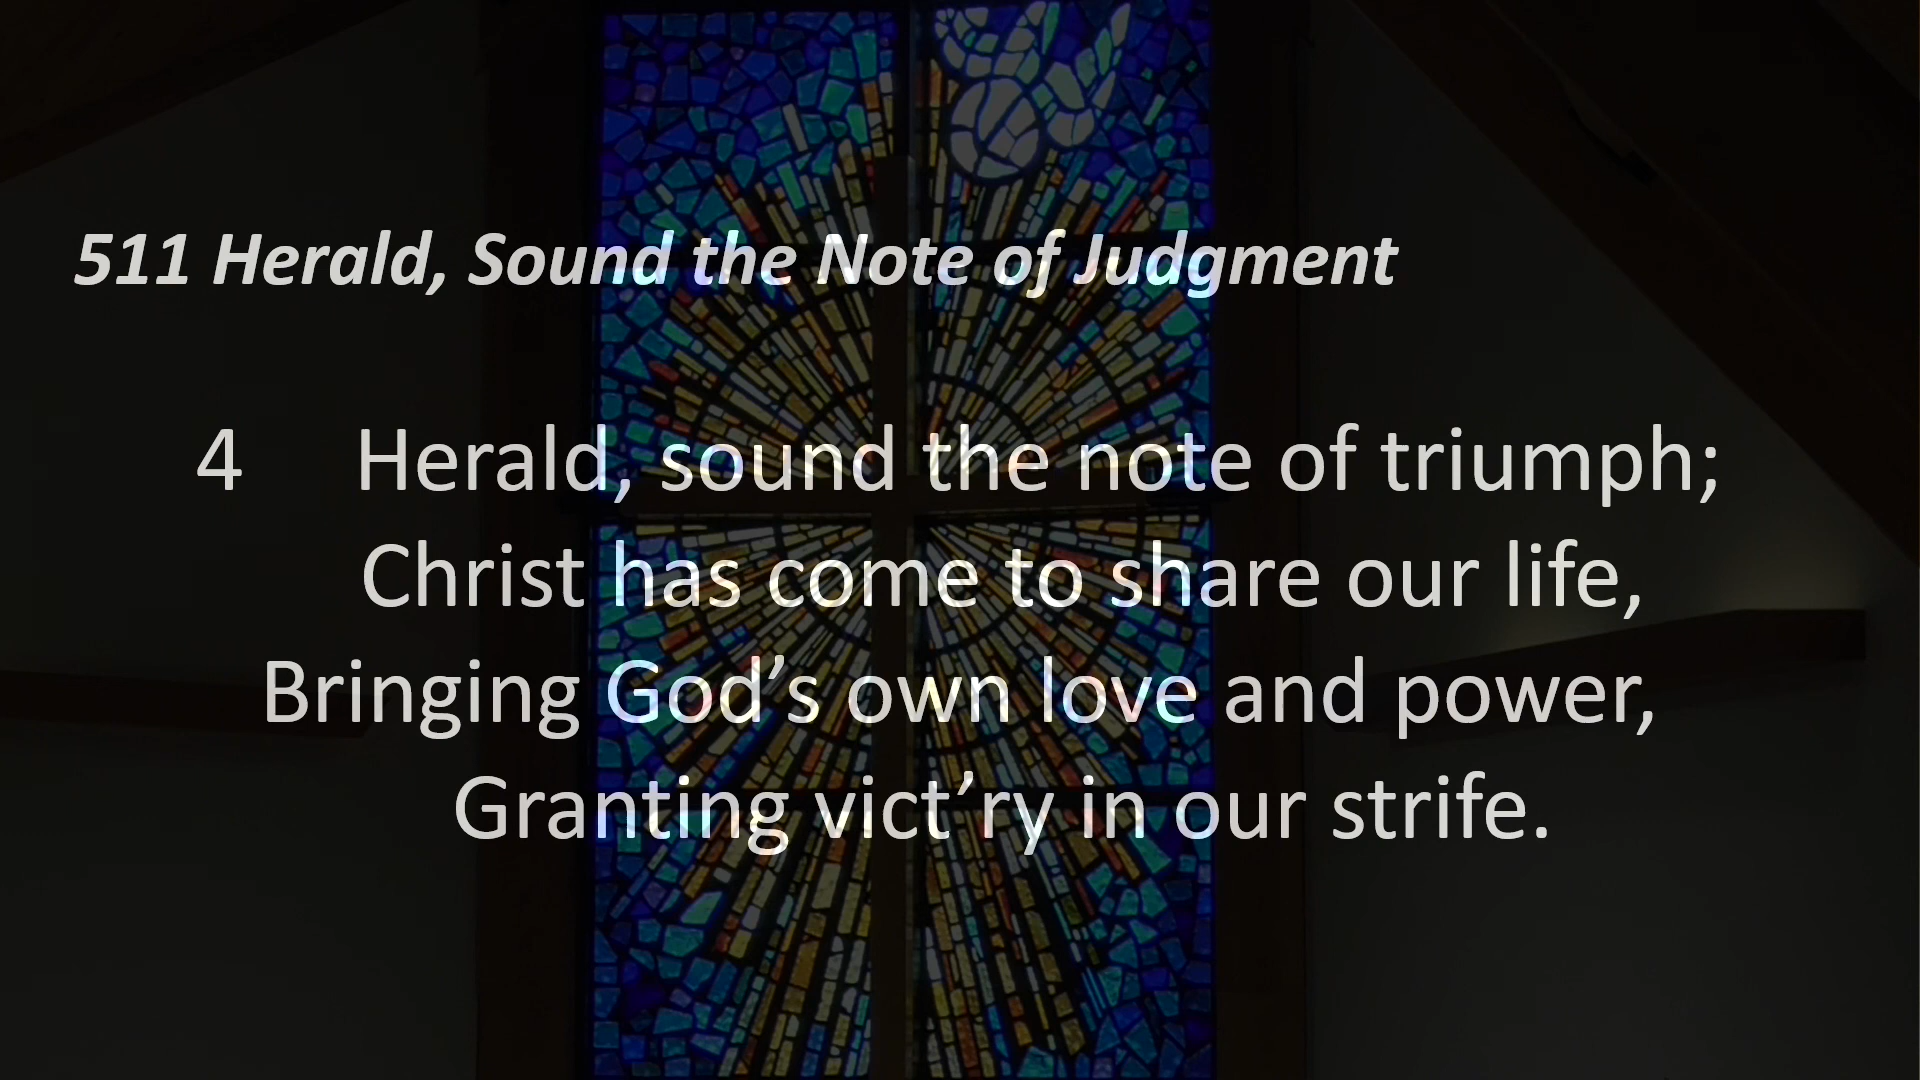 511 Herald, Sound the Note of Judgment
4 Herald, sound the note of triumph;
Christ has come to share our life,
Bringing God’s own love and power,
Granting vict’ry in our strife.